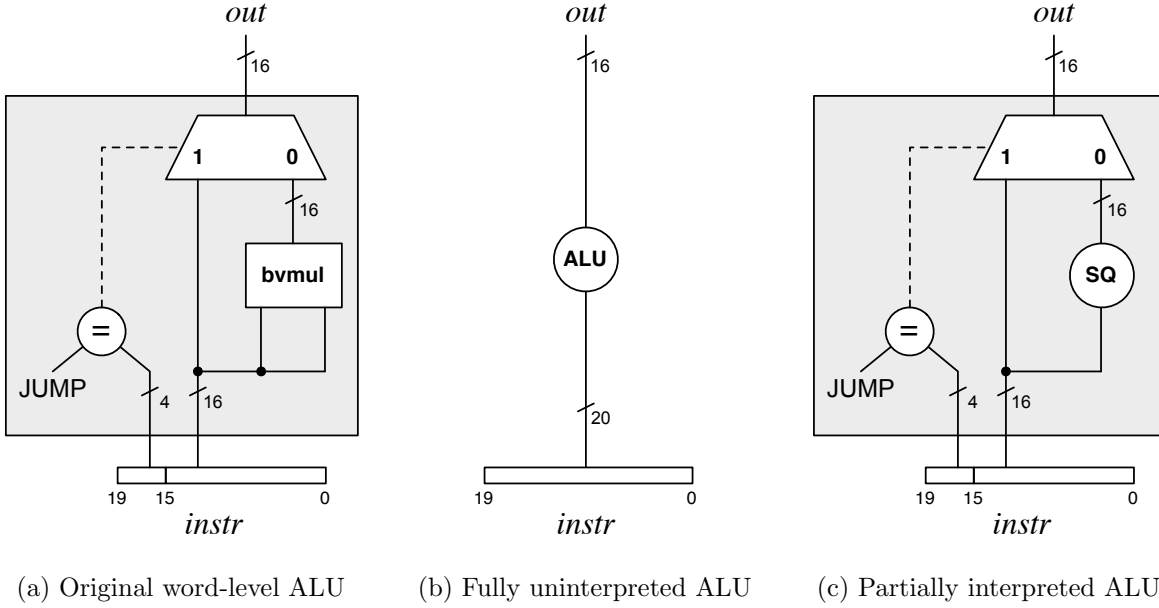 out out out
16 16 16
1 0 1 0
16 16
bvmul ALU SQ
= =
JUMP JUMP
4 16 20 4 16
19 15 0 19 0 19 15 0
instr instr instr
(a) Original word-level ALU (b) Fully uninterpreted ALU (c) Partially interpreted ALU